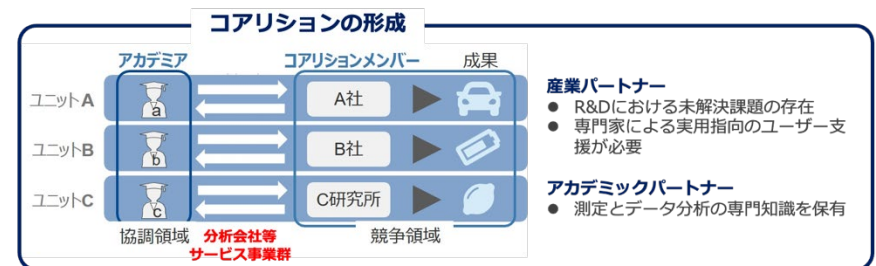 コアリションの形成
アカデミア
コアリションメンバー
成果
ユニットA
a
A社
ユニットB
b
B社
ユニットC
c
C研究所
協調領域
分析会社等
サービス事業群
競争領域
産業パートナー
● R&Dにおける未解決課題の存在
● 専門家による実用指向のユーザー支
援が必要
アカデミックパートナー
● 測定とデータ分析の専門知識を保有